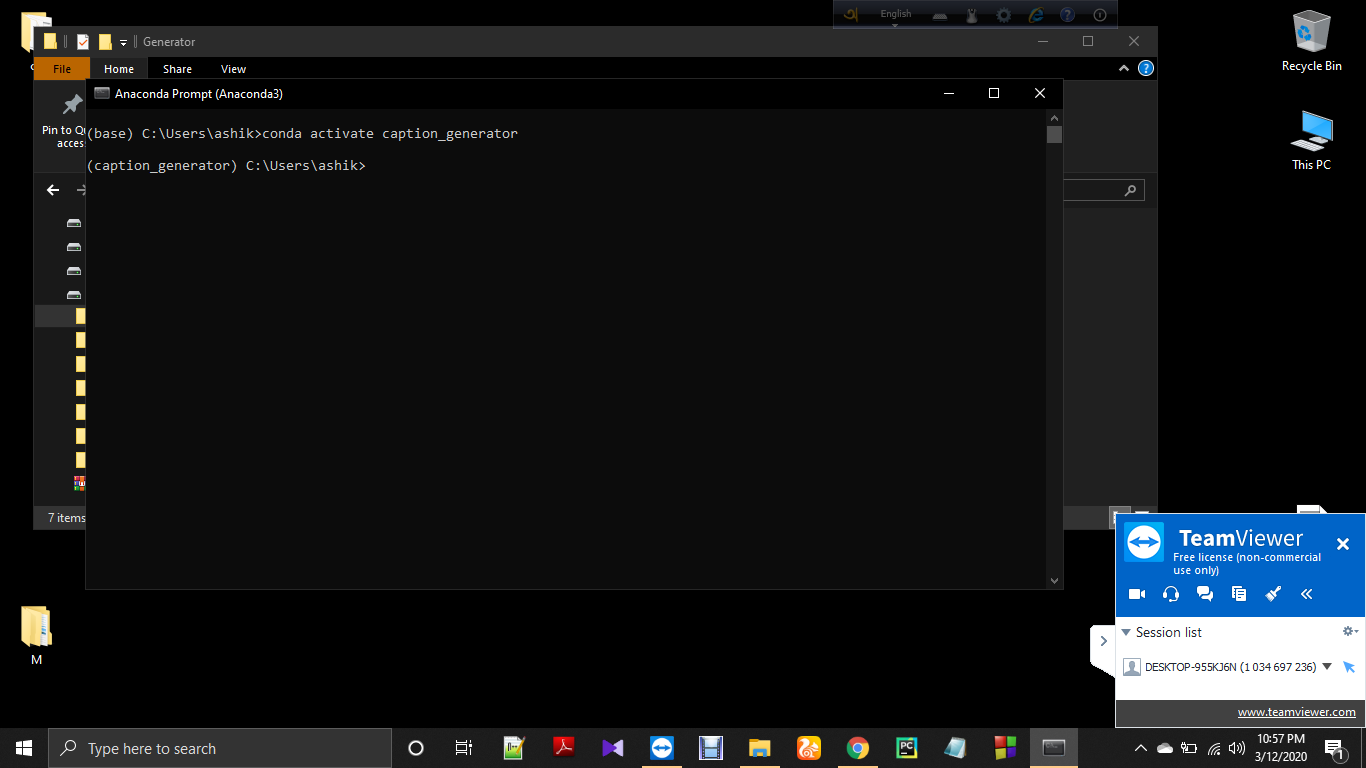 English
Generator
File
Home
Share
View
Recycle Bin
Anaconda Prompt (Anaconda3)
Pin to Qu
access
(base) C:\Users\ashik>conda activate caption_generator
(caption_generator) C:\Users\ashik>
This PC
7 items
TeamViewer
Free license (non-commercial
use only)
Session list
DESKTOP-955KJ6N (1 034 697 236)
www.teamviewer.com
M
Type here to search
10:57 PM
3/12/2020
1